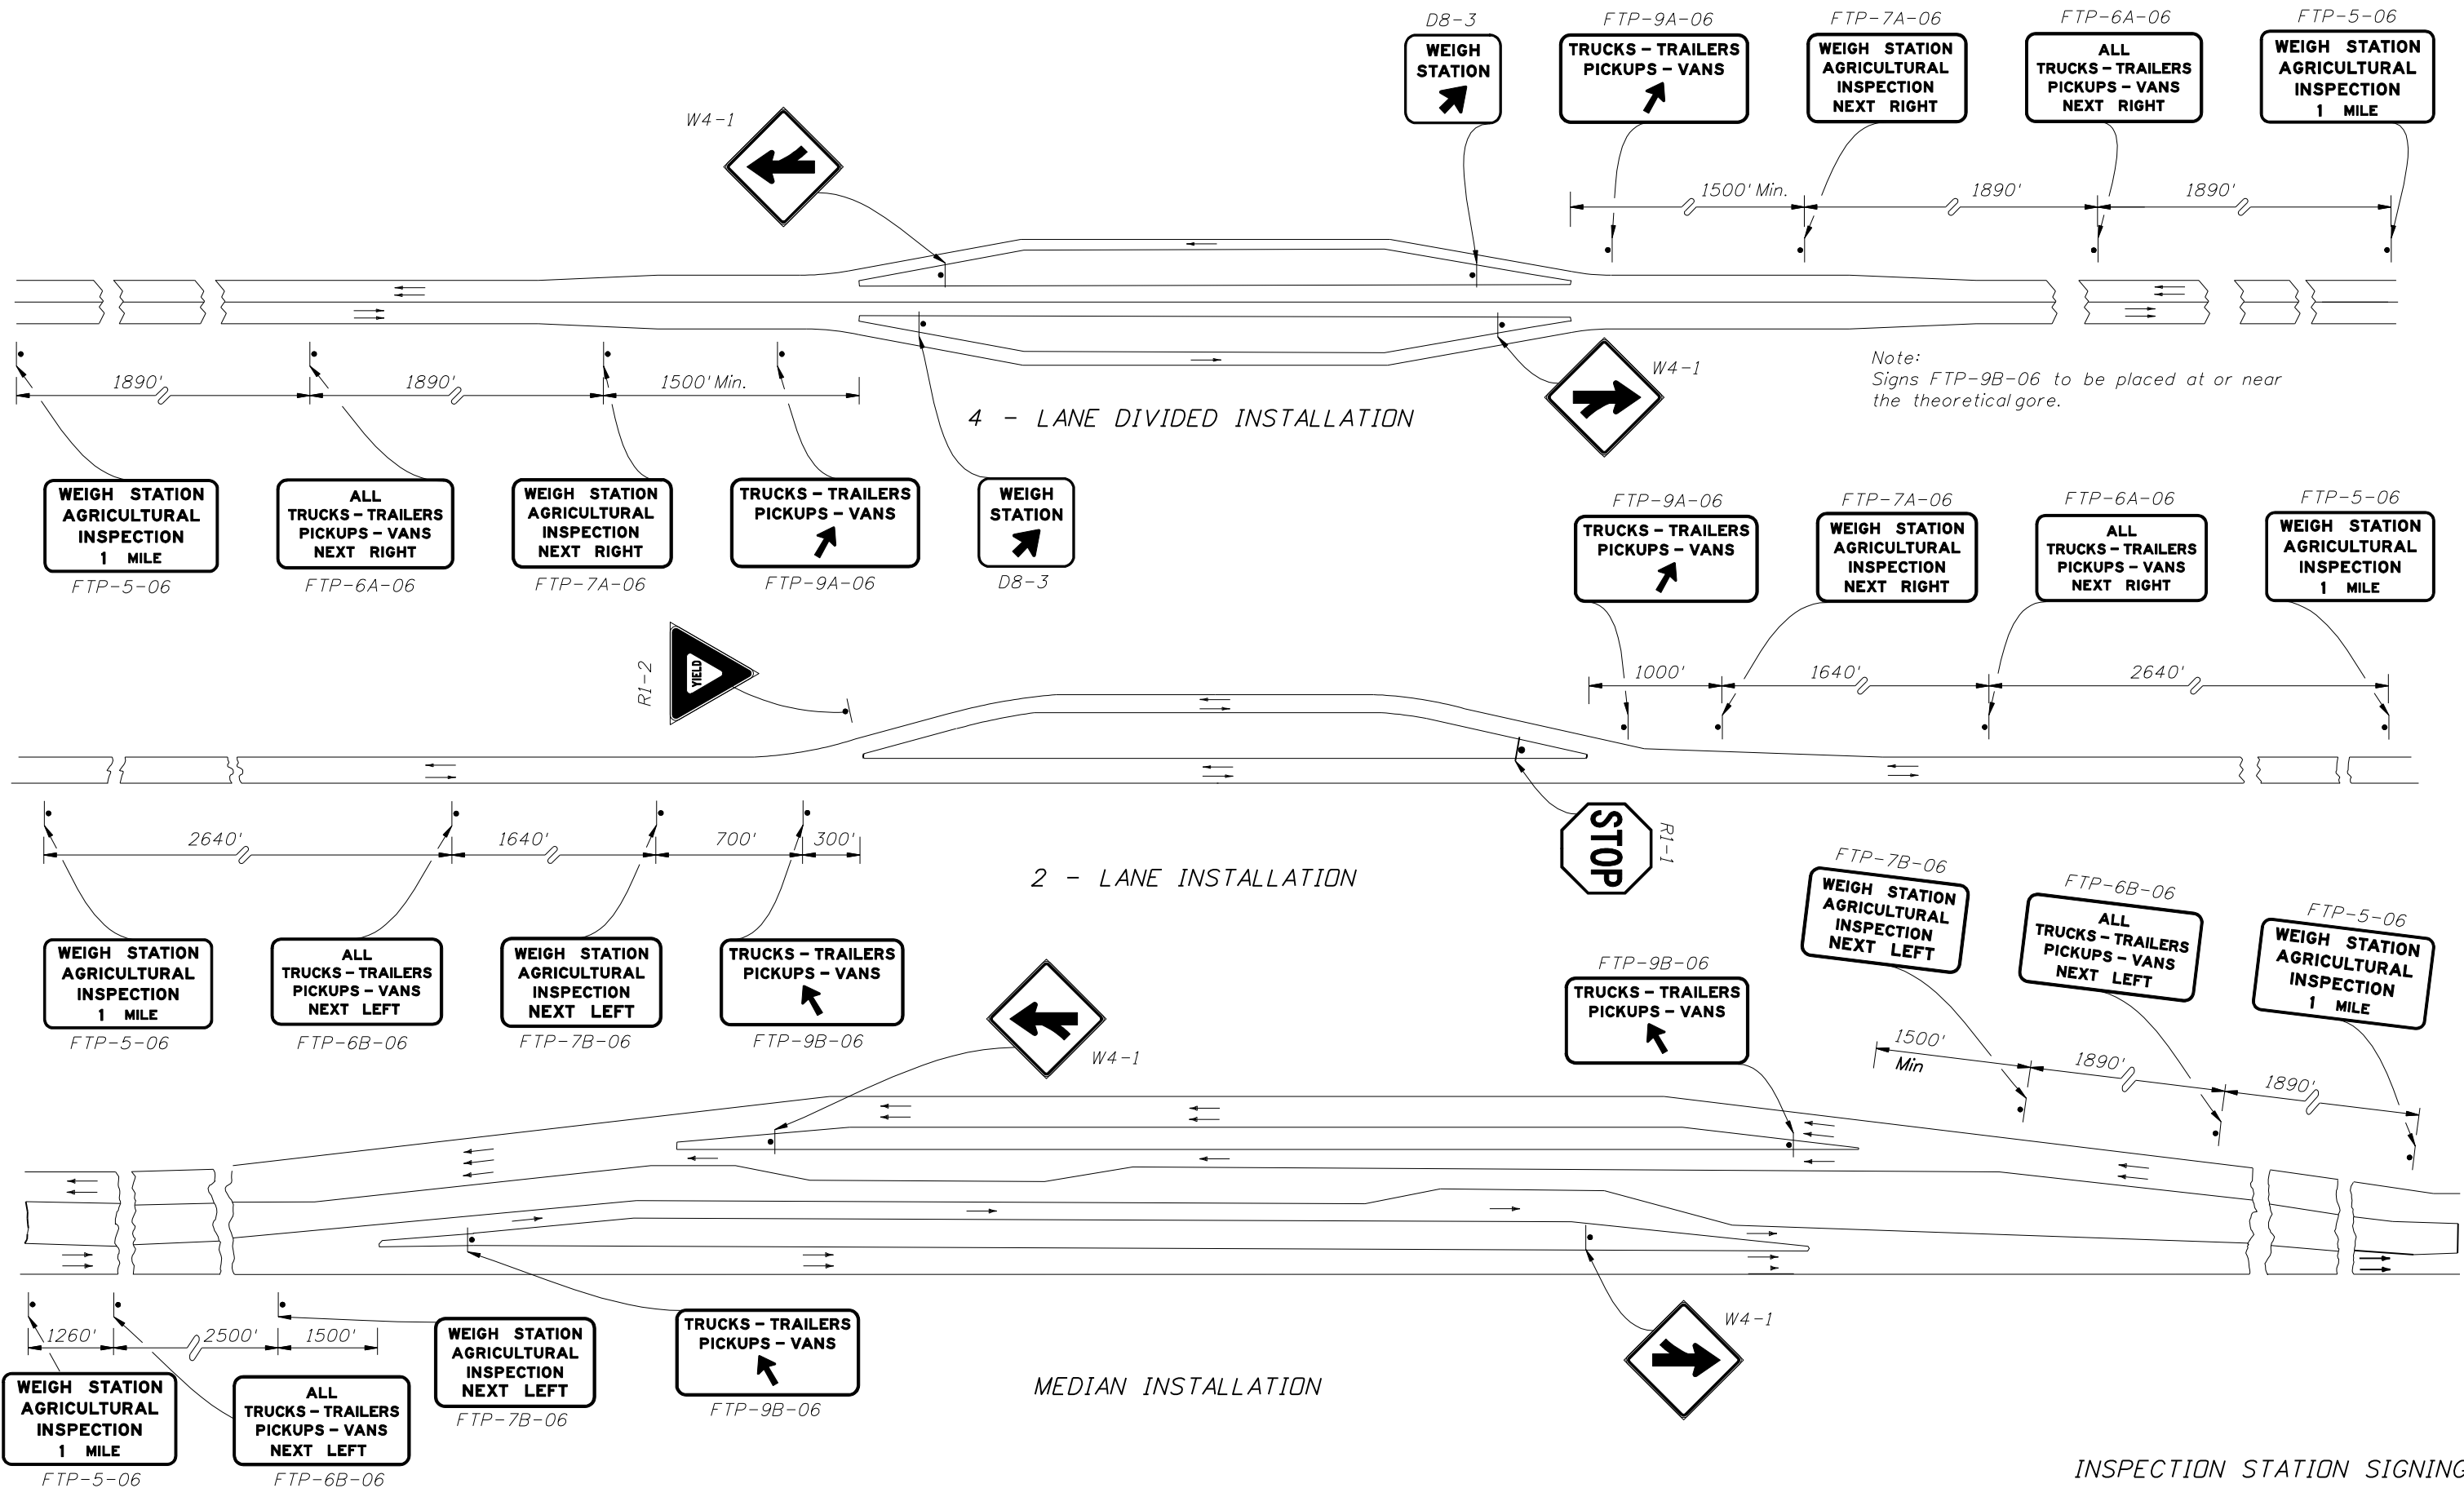 D8-3
WEIGH
STATION
FTP-9A-06
TRUCKS - TRAILERS
PICKUPS - VANS
FTP-7A-06
WEIGH STATION
AGRICULTURAL
INSPECTION
NEXT RIGHT
FTP-6A-06
ALL
TRUCKS - TRAILERS
PICKUPS - VANS
NEXT RIGHT
FTP-5-06
WEIGH STATION
AGRICULTURAL
INSPECTION
1 MILE
W4-1
1500' Min.
1890'
1890'
1890'
1890'
1500' Min.
W4-1
Note:
Signs FTP-9B-06 to be placed at or near
the theoretical gore.
4 - LANE DIVIDED INSTALLATION
WEIGH STATION
AGRICULTURAL
INSPECTION
1 MILE
FTP-5-06
ALL
TRUCKS - TRAILERS
PICKUPS - VANS
NEXT RIGHT
FTP-6A-06
WEIGH STATION
AGRICULTURAL
INSPECTION
NEXT RIGHT
FTP-7A-06
TRUCKS - TRAILERS
PICKUPS - VANS
FTP-9A-06
WEIGH
STATION
D8-3
FTP-9A-06
TRUCKS - TRAILERS
PICKUPS - VANS
FTP-7A-06
WEIGH STATION
AGRICULTURAL
INSPECTION
NEXT RIGHT
FTP-6A-06
ALL
TRUCKS - TRAILERS
PICKUPS - VANS
NEXT RIGHT
FTP-5-06
WEIGH STATION
AGRICULTURAL
INSPECTION
1 MILE
R1-2
YIELD
1000'
1640'
2640'
2640'
1640'
700'
300'
2 - LANE INSTALLATION
STOP
R1-1
WEIGH STATION
AGRICULTURAL
INSPECTION
1 MILE
FTP-5-06
ALL
TRUCKS - TRAILERS
PICKUPS - VANS
NEXT LEFT
FTP-6B-06
WEIGH STATION
AGRICULTURAL
INSPECTION
NEXT LEFT
FTP-7B-06
TRUCKS - TRAILERS
PICKUPS - VANS
FTP-9B-06
W4-1
FTP-9B-06
TRUCKS - TRAILERS
PICKUPS - VANS
FTP-7B-06
WEIGH STATION
AGRICULTURAL
INSPECTION
NEXT LEFT
FTP-6B-06
ALL
TRUCKS - TRAILERS
PICKUPS - VANS
NEXT LEFT
FTP-5-06
WEIGH STATION
AGRICULTURAL
INSPECTION
1 MILE
1500'
Min
1890'
1890'
1260'
2500'
1500'
WEIGH STATION
AGRICULTURAL
INSPECTION
1 MILE
FTP-5-06
ALL
TRUCKS - TRAILERS
PICKUPS - VANS
NEXT LEFT
FTP-6B-06
WEIGH STATION
AGRICULTURAL
INSPECTION
NEXT LEFT
FTP-7B-06
TRUCKS - TRAILERS
PICKUPS - VANS
FTP-9B-06
MEDIAN INSTALLATION
W4-1
INSPECTION STATION SIGNING